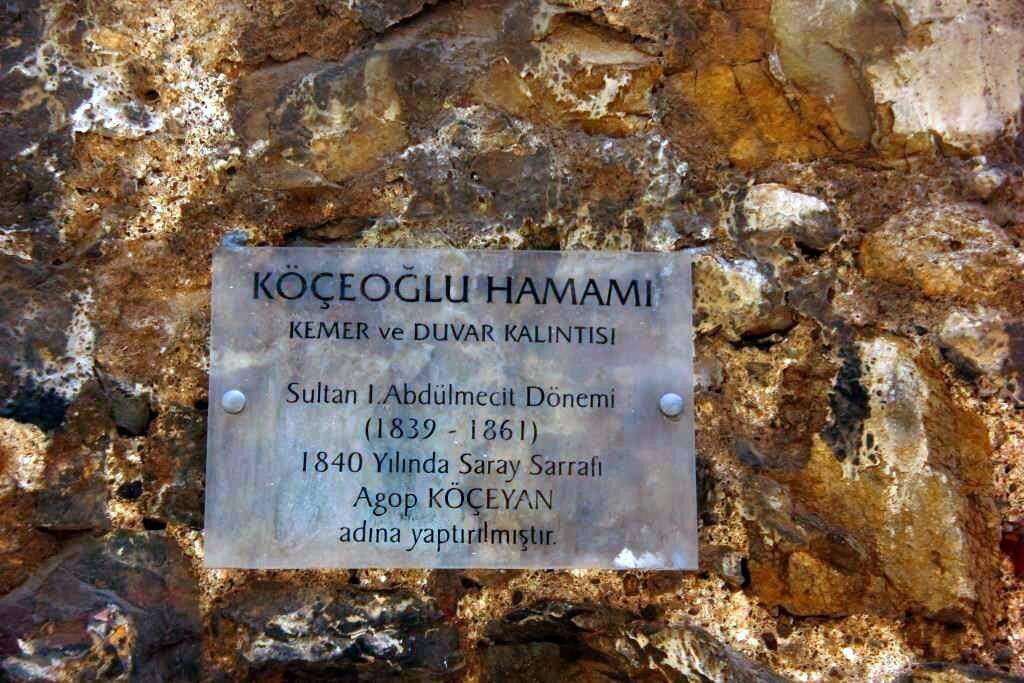 KÖÇEOĞLU HAMAMI
KEMER ve DUVAR KALINTISI
Sultan I.Abdülmecit Dönemi
(1839 - 1861)
1840 Yılında Saray Sarrafı
Agop KÖÇEYAN
adına yaptırılmıştır.